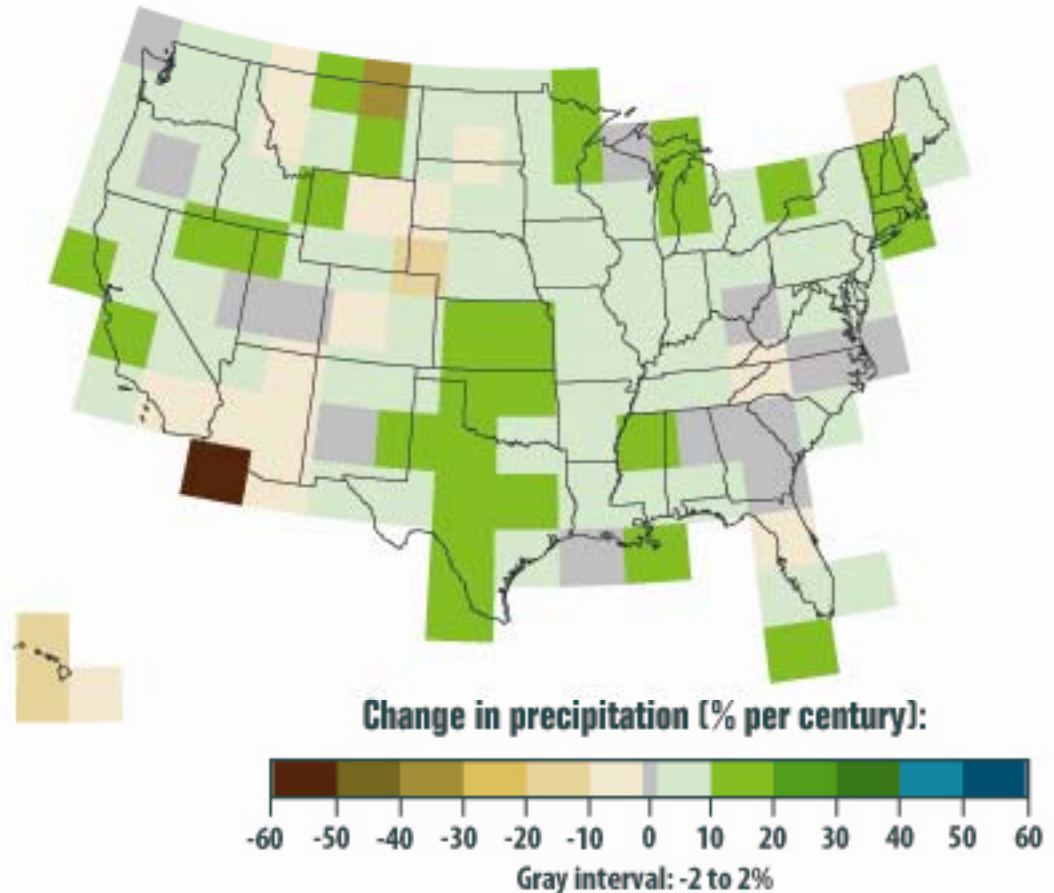 Change in precipitation (% per century):
-60 -50 -40 -30 -20 -10 0 10 20 30 40 50 60
Gray interval: -2 to 2%